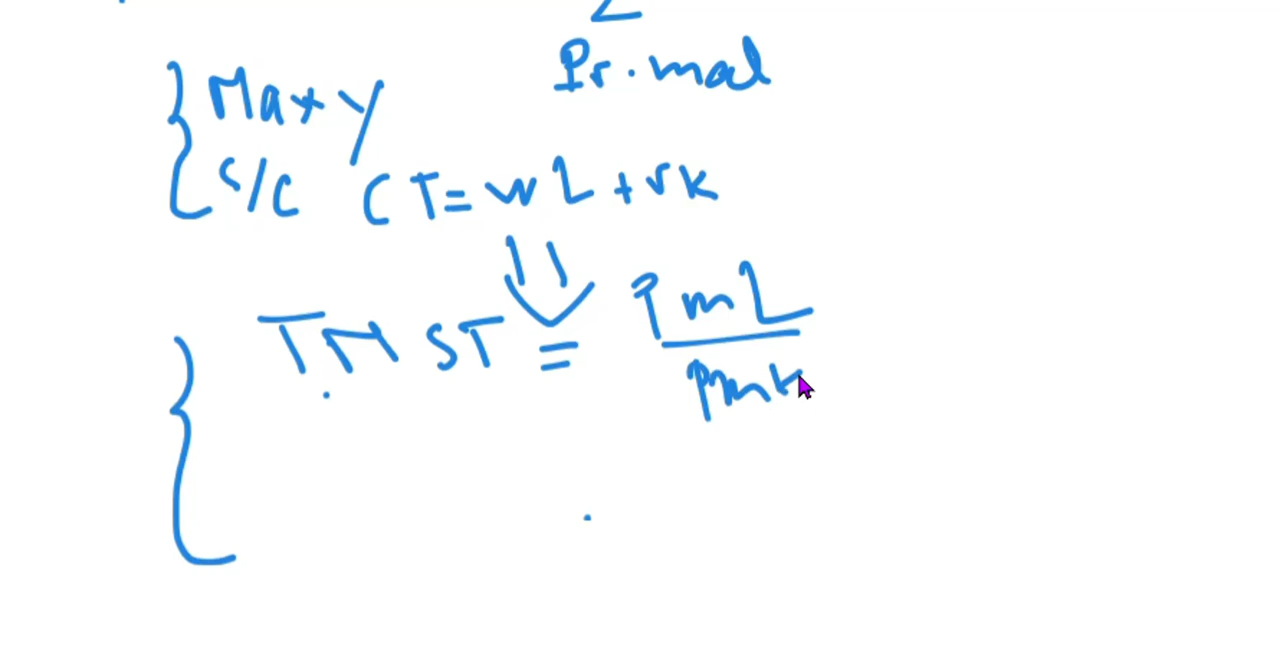 Primal
Max y
s/c CT = wL + rk
TMST = PmL
Pmk